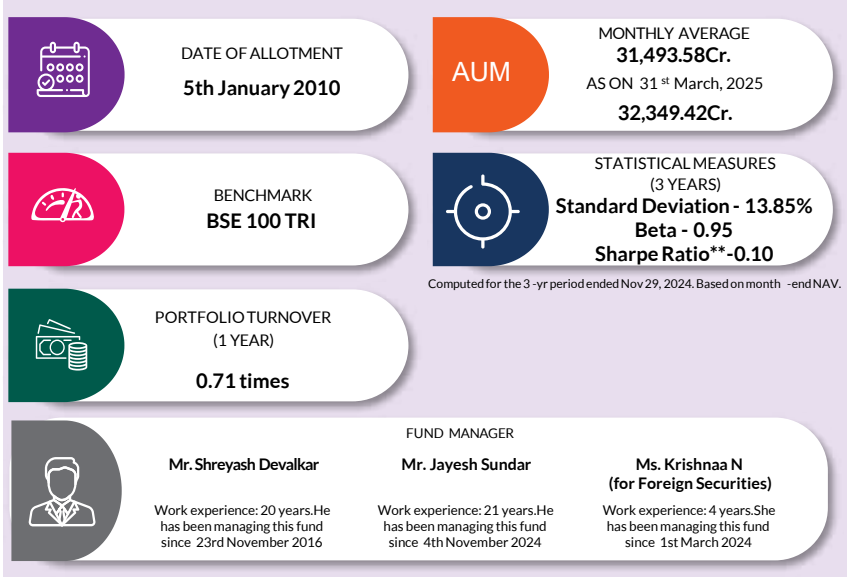 DATE OF ALLOTMENT
5th January 2010
AUM
MONTHLY AVERAGE
31,493.58Cr.
AS ON 31 st March, 2025
32,349.42Cr.
BENCHMARK
BSE 100 TRI
STATISTICAL MEASURES
(3 YEARS)
Standard Deviation - 13.85%
Beta - 0.95
Sharpe Ratio**-0.10
Computed for the 3 -yr period ended Nov 29, 2024. Based on month -end NAV.
PORTFOLIO TURNOVER
(1 YEAR)
0.71 times
FUND MANAGER
Mr. Shreyash Devalkar
Work experience: 20 years.He
has been managing this fund
since 23rd November 2016
Mr. Jayesh Sundar
Work experience: 21 years.He
has been managing this fund
since 4th November 2024
Ms. Krishnaa N
(for Foreign Securities)
Work experience: 4 years.She
has been managing this fund
since 1st March 2024